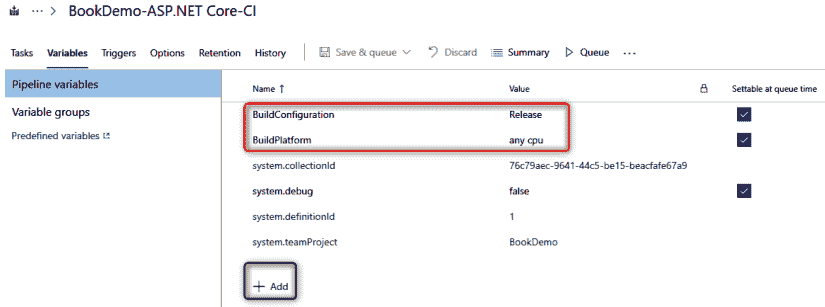 ··· > BookDemo-ASP.NET Core-CI
Tasks Variables Triggers Options Retention History Save & queue Discard Summary Queue ···
Pipeline variables
Variable groups
Predefined variables
Name ↑ Value Settable at queue time
BuildConfiguration Release
BuildPlatform any cpu
system.collectionId 76c79aec-9641-44c5-be15-beacfafe67a9
system.debug false
system.definitionId 1
system.teamProject BookDemo
+ Add